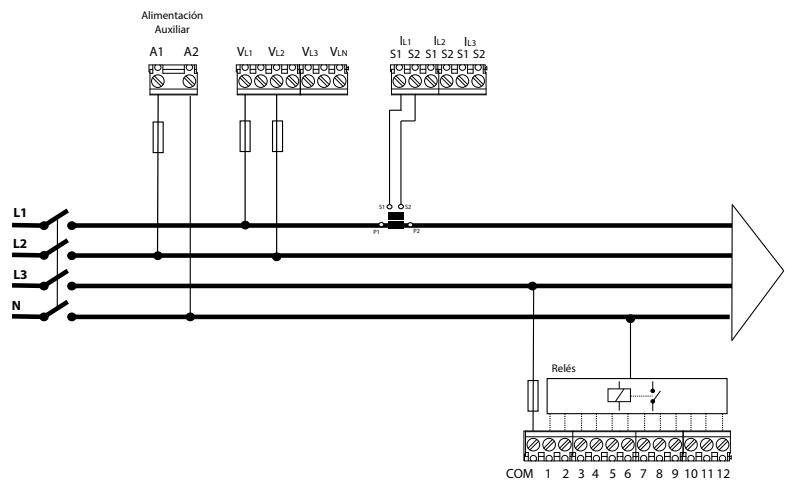 Alimentación
Auxiliar
A1 A2
VL1 VL2 VL3 VLN
IL1 IL2 IL3
S1 S2 S1 S2 S1 S2
S1 S2
P1 P2
L1
L2
L3
N
Relés
COM 1 2 3 4 5 6 7 8 9 10 11 12